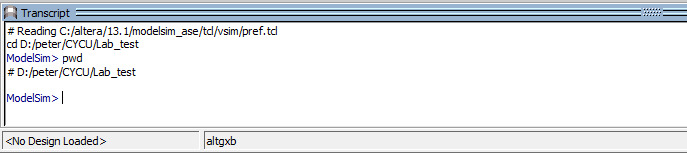 Transcript
# Reading C:/altera/13.1/modelsim_ase/tcl/vsim/pref.tcl
cd D:/peter/CYCU/Lab_test
ModelSim> pwd
# D:/peter/CYCU/Lab_test
ModelSim>
<No Design Loaded> altgxb